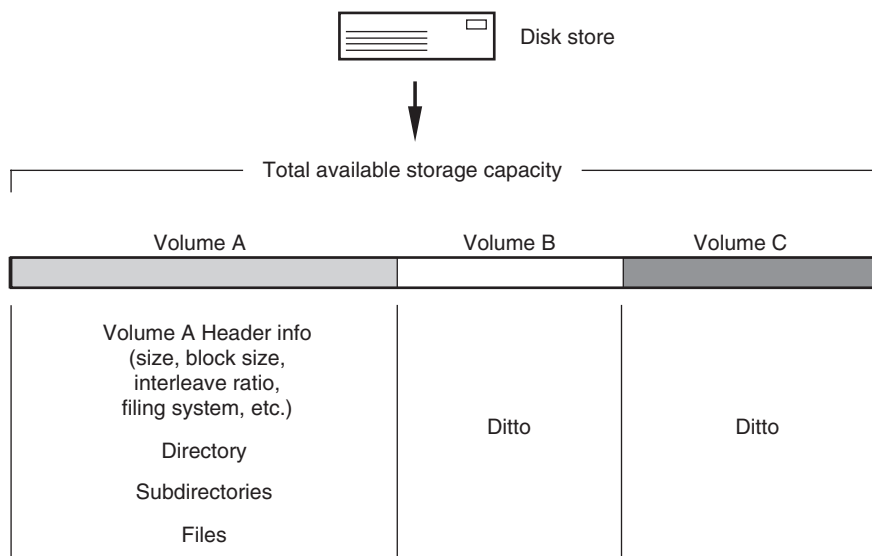 Disk store
Total available storage capacity
Volume A
Volume B
Volume C
Volume A Header info
(size, block size,
interleave ratio,
filing system, etc.)
Directory
Subdirectories
Files
Ditto
Ditto